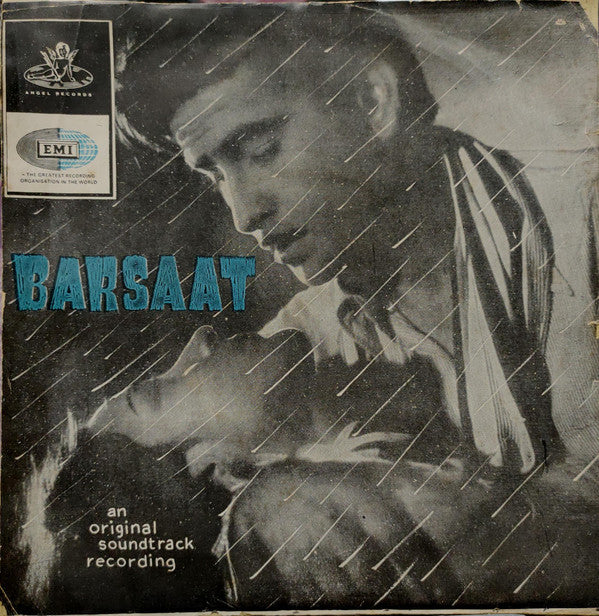 ANGEL RECORDS
EMI
• THE GREATEST RECORDING
ORGANISATION IN THE WORLD
BARSAAT
an
original
soundtrack
recording